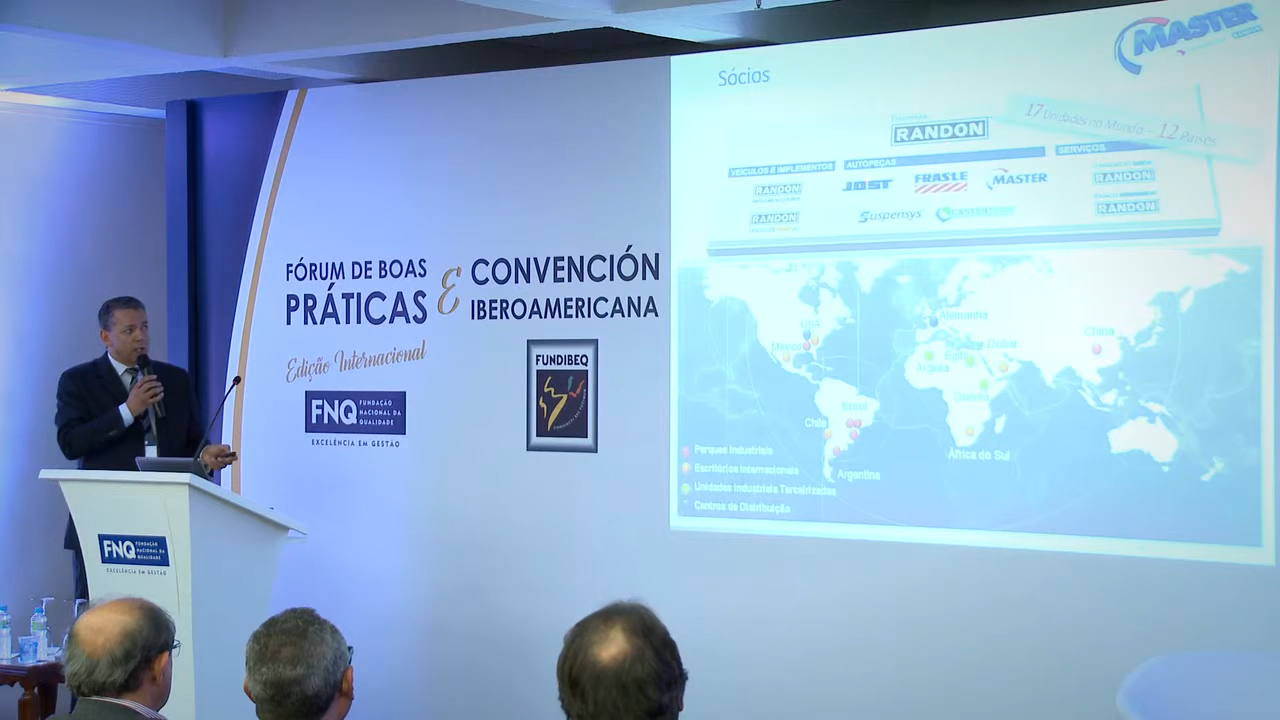 FÓRUM DE BOAS
PRÁTICAS
E
CONVENCIÓN
IBEROAMERICANA
Edição Internacional
FNQ FUNDAÇÃO
NACIONAL DA
QUALIDADE
EXCELÊNCIA EM GESTÃO
FUNDIBEQ
FNQ FUNDAÇÃO
NACIONAL DA
QUALIDADE
EXCELÊNCIA EM GESTÃO
MASTER
Sócios
17 Unidades no Mundo - 12 Países
RANDON
VEÍCULOS E IMPLEMENTOS
AUTOPEÇAS
SERVIÇOS
RANDON
JOST
FRASLE
MASTER
RANDON
RANDON
Suspensys
RANDON
Alemanha
EUA
China
México
Dubai
Egito
Argélia
Brasil
Chile
África do Sul
Argentina
Parques Industriais
Escritórios Internacionais
Unidades Industriais Terceirizadas
Centros de Distribuição